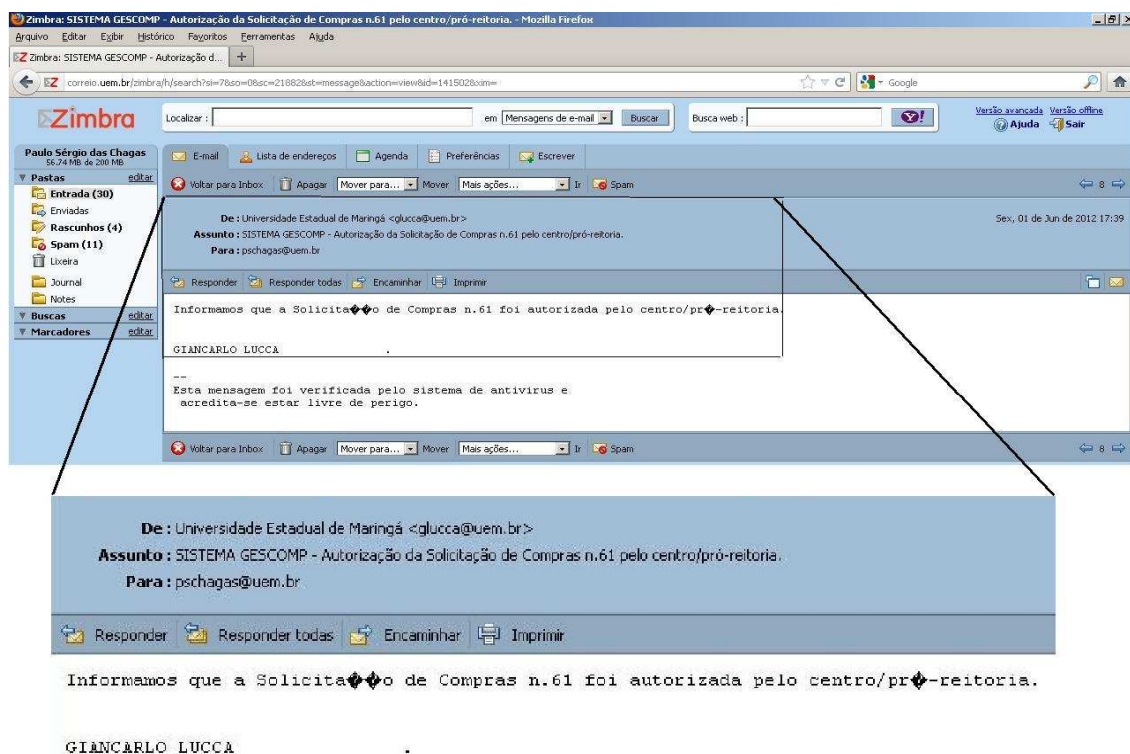 Zimbra: SISTEMA GESCOMP - Autorização da Solicitação de Compras n.61 pelo centro/pró-reitoria. - Mozilla Firefox
Arquivo Editar Exibir Histórico Favoritos Ferramentas Ajuda
Zimbra: SISTEMA GESCOMP - Autorização d... +
correio.uem.br/zimbra/h/search?si=7&so=0&sc=21882&st=message&action=view&id=141502&xim= Google
Zimbra Localizar : em Mensagens de e-mail Buscar Busca web : Y! Versão avançada Versão offline
Ajuda Sair
Paulo Sérgio das Chagas
56.74 MB de 200 MB
E-mail Lista de endereços Agenda Preferências Escrever
Pastas editar
Entrada (30)
Enviadas
Rascunhos (4)
Spam (11)
Lixeira
Journal
Notes
Buscas editar
Marcadores editar
Voltar para Inbox Apagar Mover para... Mover Mais ações... Ir Spam 8
De : Universidade Estadual de Maringá <glucca@uem.br> Sex, 01 de Jun de 2012 17:39
Assunto : SISTEMA GESCOMP - Autorização da Solicitação de Compras n.61 pelo centro/pró-reitoria.
Para : pschagas@uem.br
Responder Responder todas Encaminhar Imprimir
Informamos que a Solicita��o de Compras n.61 foi autorizada pelo centro/pr�-reitoria.
GIANCARLO LUCCA .
--
Esta mensagem foi verificada pelo sistema de antivirus e
acredita-se estar livre de perigo.
Voltar para Inbox Apagar Mover para... Mover Mais ações... Ir Spam 8
De : Universidade Estadual de Maringá <glucca@uem.br>
Assunto : SISTEMA GESCOMP - Autorização da Solicitação de Compras n.61 pelo centro/pró-reitoria.
Para : pschagas@uem.br
Responder Responder todas Encaminhar Imprimir
Informamos que a Solicita��o de Compras n.61 foi autorizada pelo centro/pr�-reitoria.
GIANCARLO LUCCA .